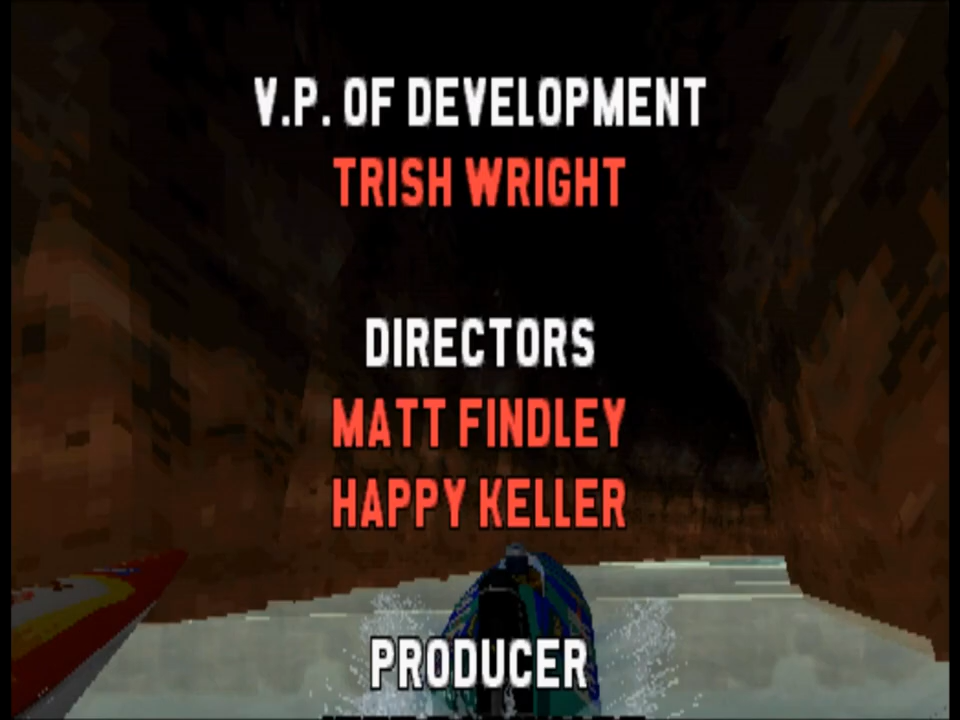 V.P. OF DEVELOPMENT
TRISH WRIGHT
DIRECTORS
MATT FINDLEY
HAPPY KELLER
PRODUCER